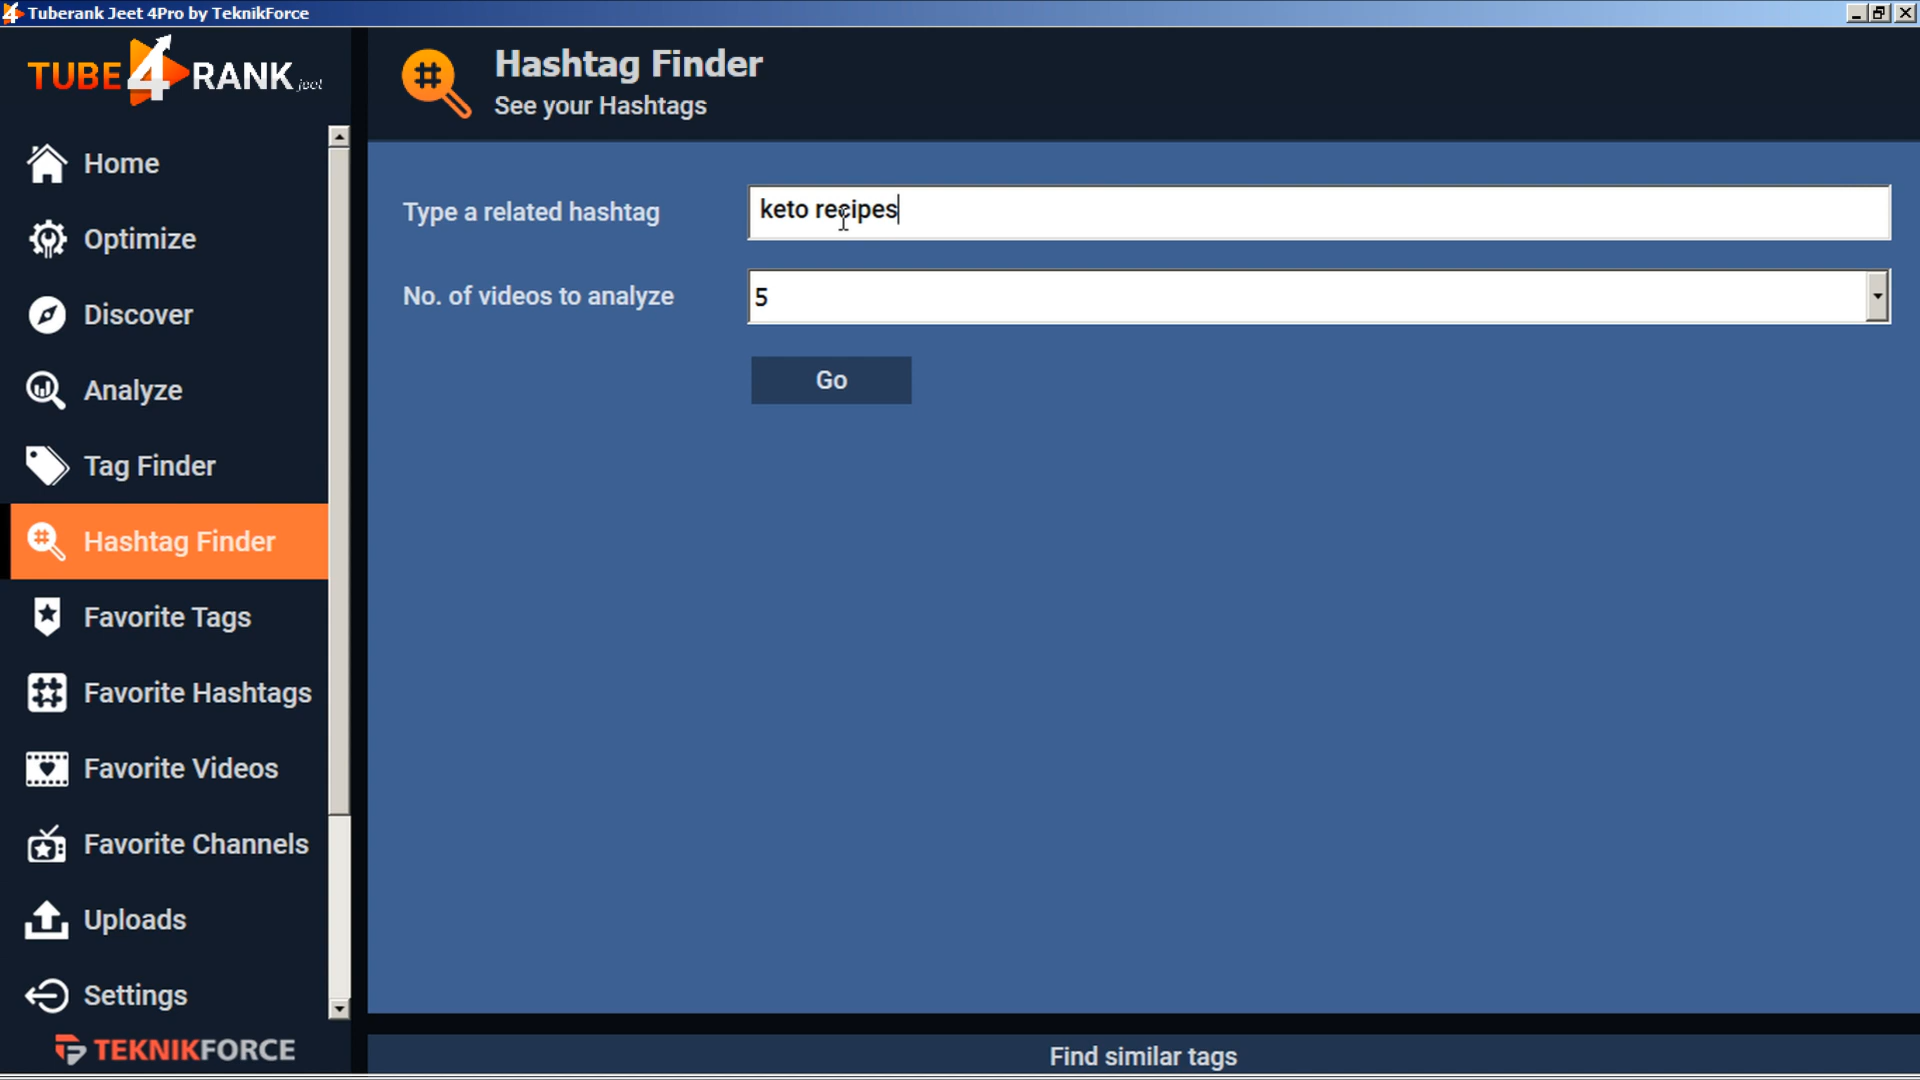 Tuberank Jeet 4Pro by TeknikForce
TUBE 4 RANK jeet
Hashtag Finder
See your Hashtags
Home
Optimize
Discover
Analyze
Tag Finder
Hashtag Finder
Favorite Tags
Favorite Hashtags
Favorite Videos
Favorite Channels
Uploads
Settings
TEKNIKFORCE
Type a related hashtag
keto recipes
No. of videos to analyze
5
Go
Find similar tags